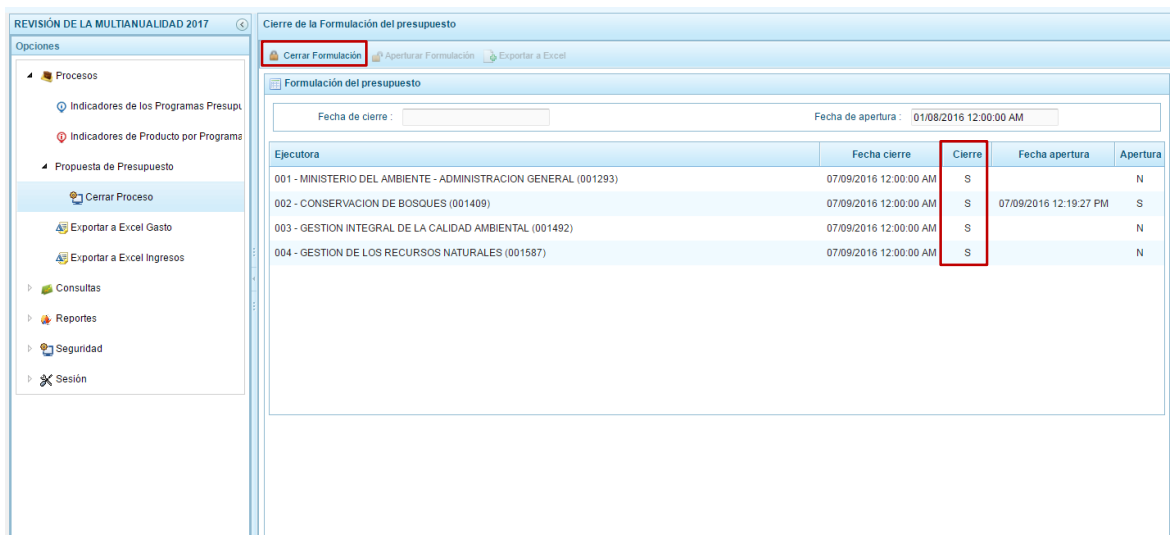 REVISIÓN DE LA MULTIANUALIDAD 2017
Opciones
Procesos
Indicadores de los Programas Presupu
Indicadores de Producto por Programa
Propuesta de Presupuesto
Cerrar Proceso
Exportar a Excel Gasto
Exportar a Excel Ingresos
Consultas
Reportes
Seguridad
Sesión
Cierre de la Formulación del presupuesto
Cerrar Formulación Aperturar Formulación Exportar a Excel
Formulación del presupuesto
Fecha de cierre : Fecha de apertura : 01/08/2016 12:00:00 AM
Ejecutora Fecha cierre Cierre Fecha apertura Apertura
001 - MINISTERIO DEL AMBIENTE - ADMINISTRACION GENERAL (001293) 07/09/2016 12:00:00 AM S N
002 - CONSERVACION DE BOSQUES (001409) 07/09/2016 12:00:00 AM S 07/09/2016 12:19:27 PM S
003 - GESTION INTEGRAL DE LA CALIDAD AMBIENTAL (001492) 07/09/2016 12:00:00 AM S N
004 - GESTION DE LOS RECURSOS NATURALES (001587) 07/09/2016 12:00:00 AM S N